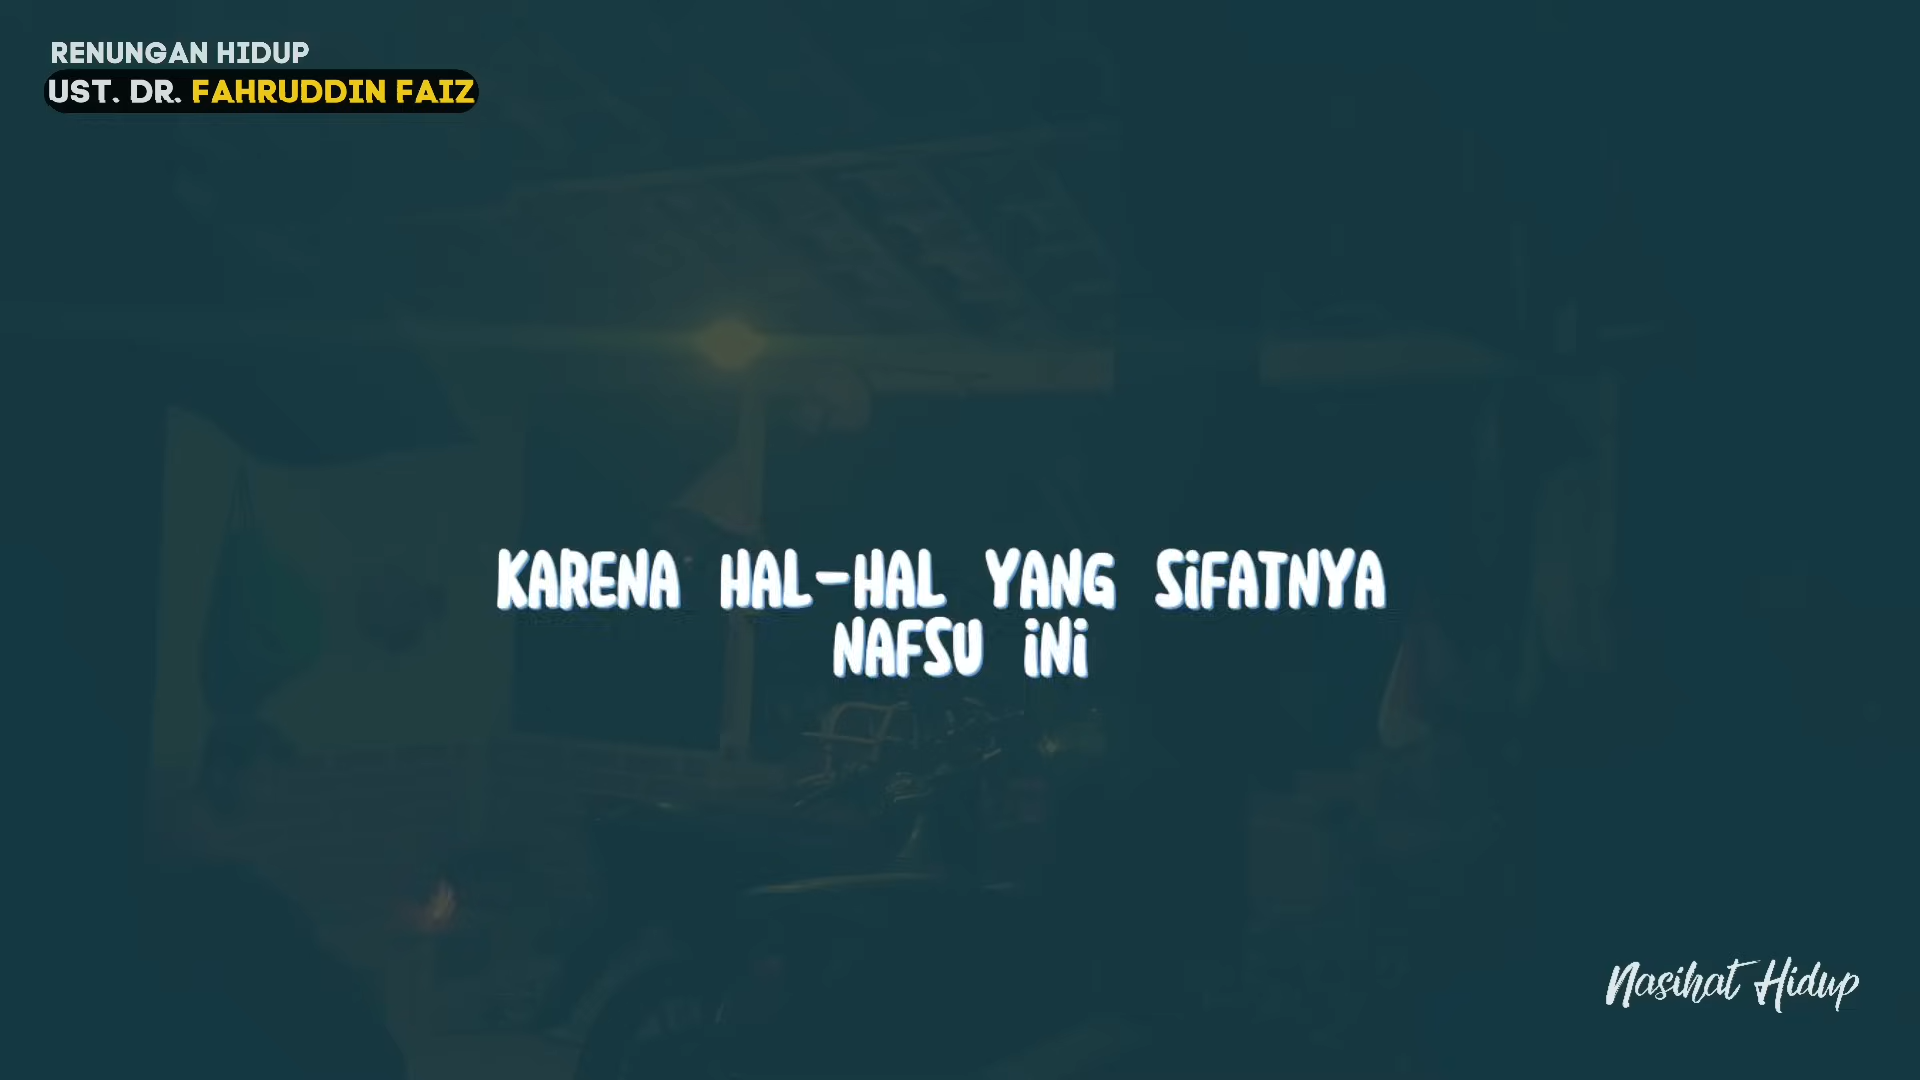 RENUNGAN HIDUP
UST. DR. FAHRUDDIN FAIZ
KARENA HAL-HAL YANG SiFATNYA
NAFSU iNi
Nasihat Hidup